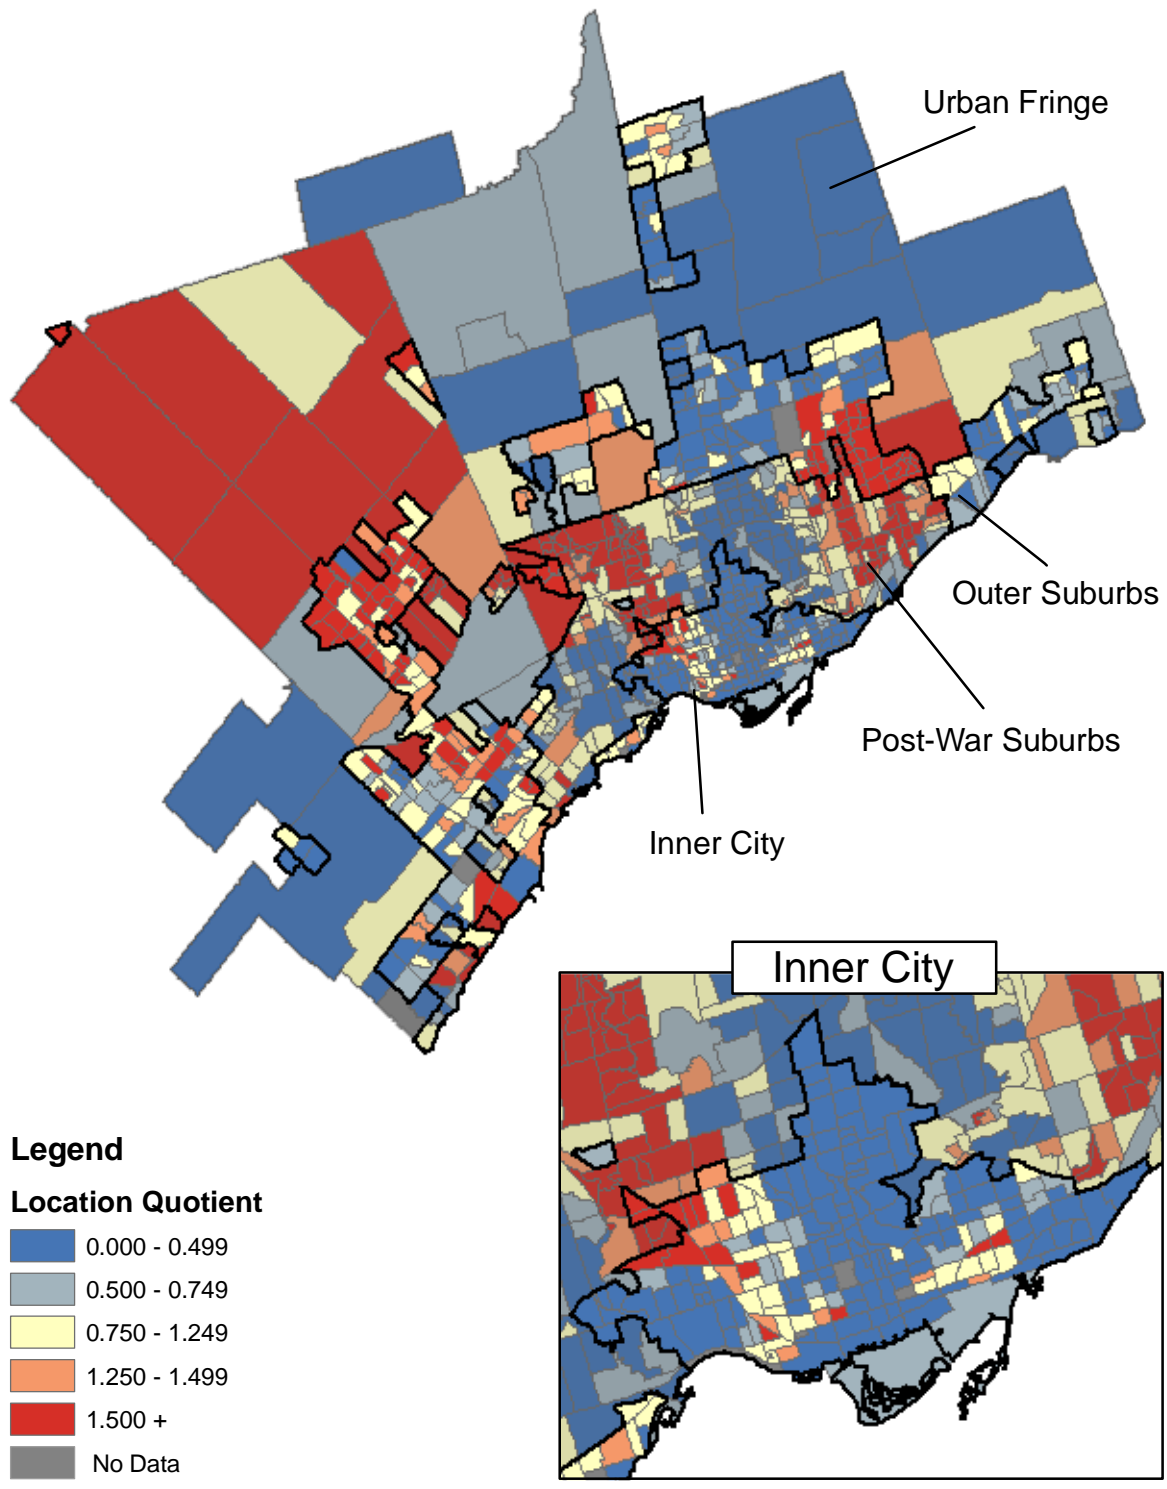 Urban Fringe
Outer Suburbs
Post-War Suburbs
Inner City
Inner City
Legend
Location Quotient
0.000 - 0.499
0.500 - 0.749
0.750 - 1.249
1.250 - 1.499
1.500 +
No Data